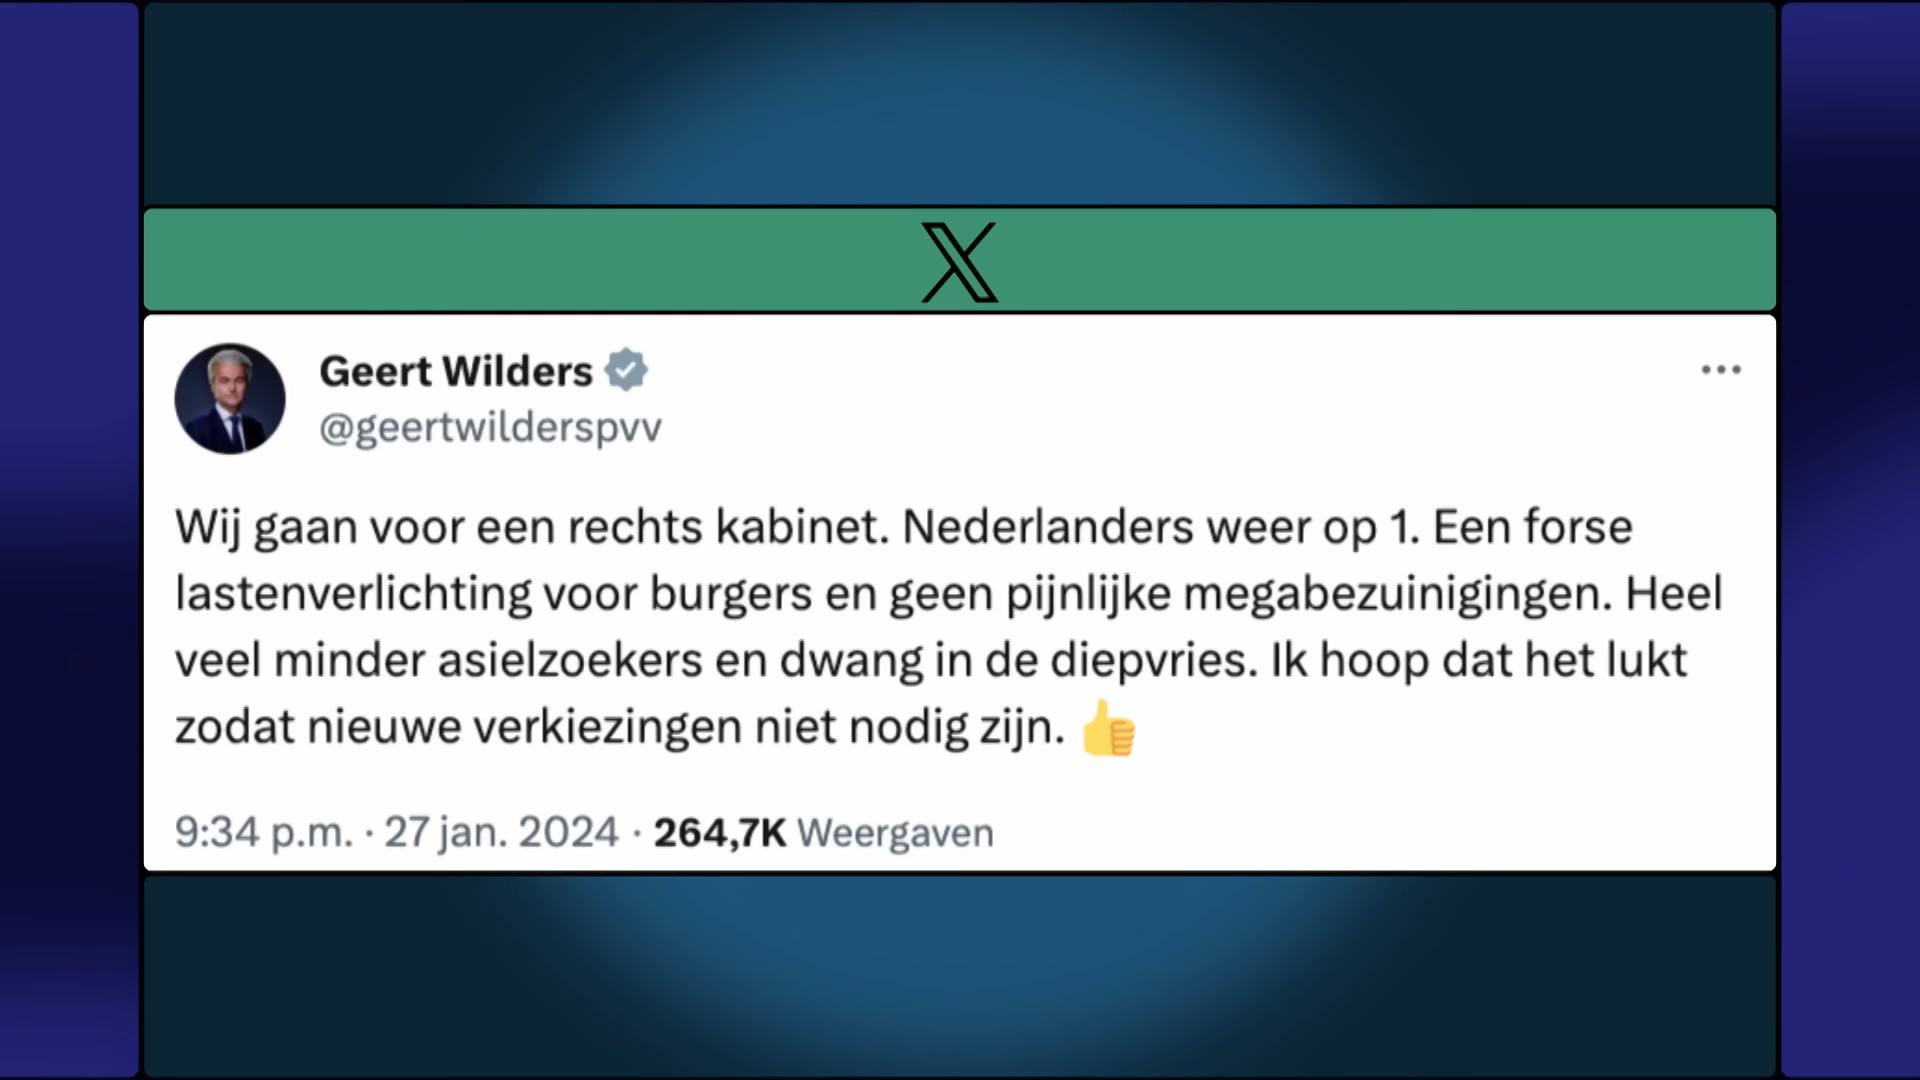 Geert Wilders
@geertwilderspvv
Wij gaan voor een rechts kabinet. Nederlanders weer op 1. Een forse
lastenverlichting voor burgers en geen pijnlijke megabezuinigingen. Heel
veel minder asielzoekers en dwang in de diepvries. Ik hoop dat het lukt
zodat nieuwe verkiezingen niet nodig zijn. 👍
9:34 p.m. · 27 jan. 2024 · 264,7K Weergaven